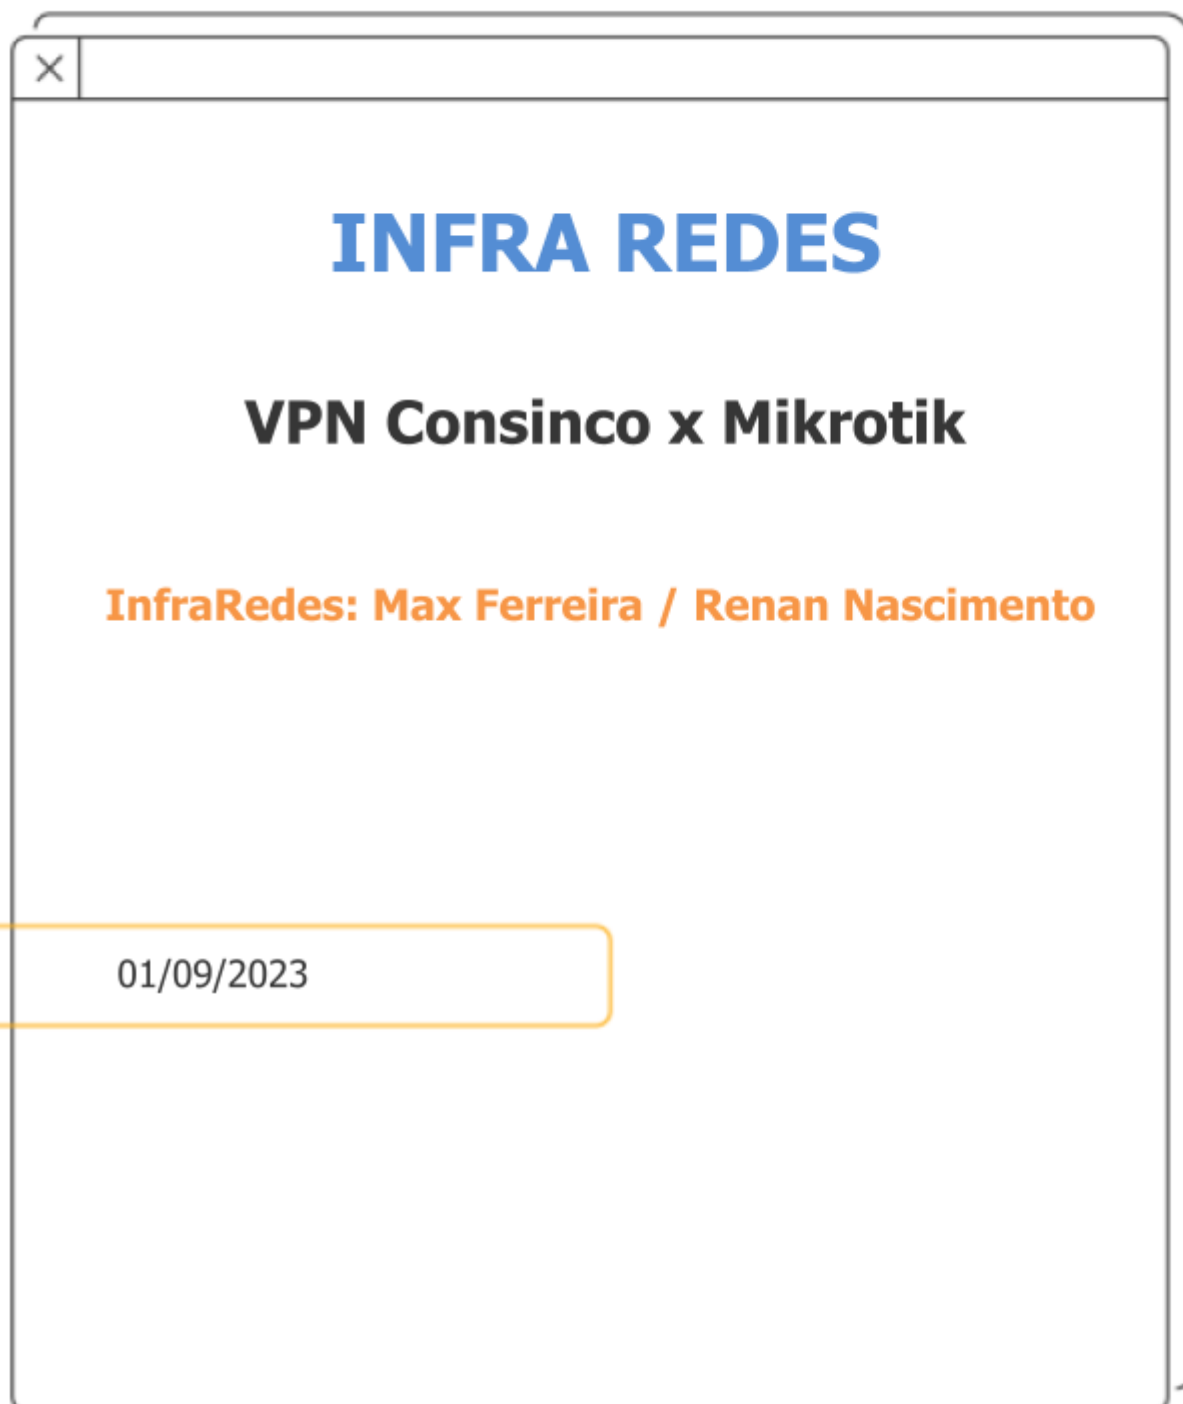 INFRA REDES
VPN Consinco x Mikrotik
InfraRedes: Max Ferreira / Renan Nascimento
01/09/2023